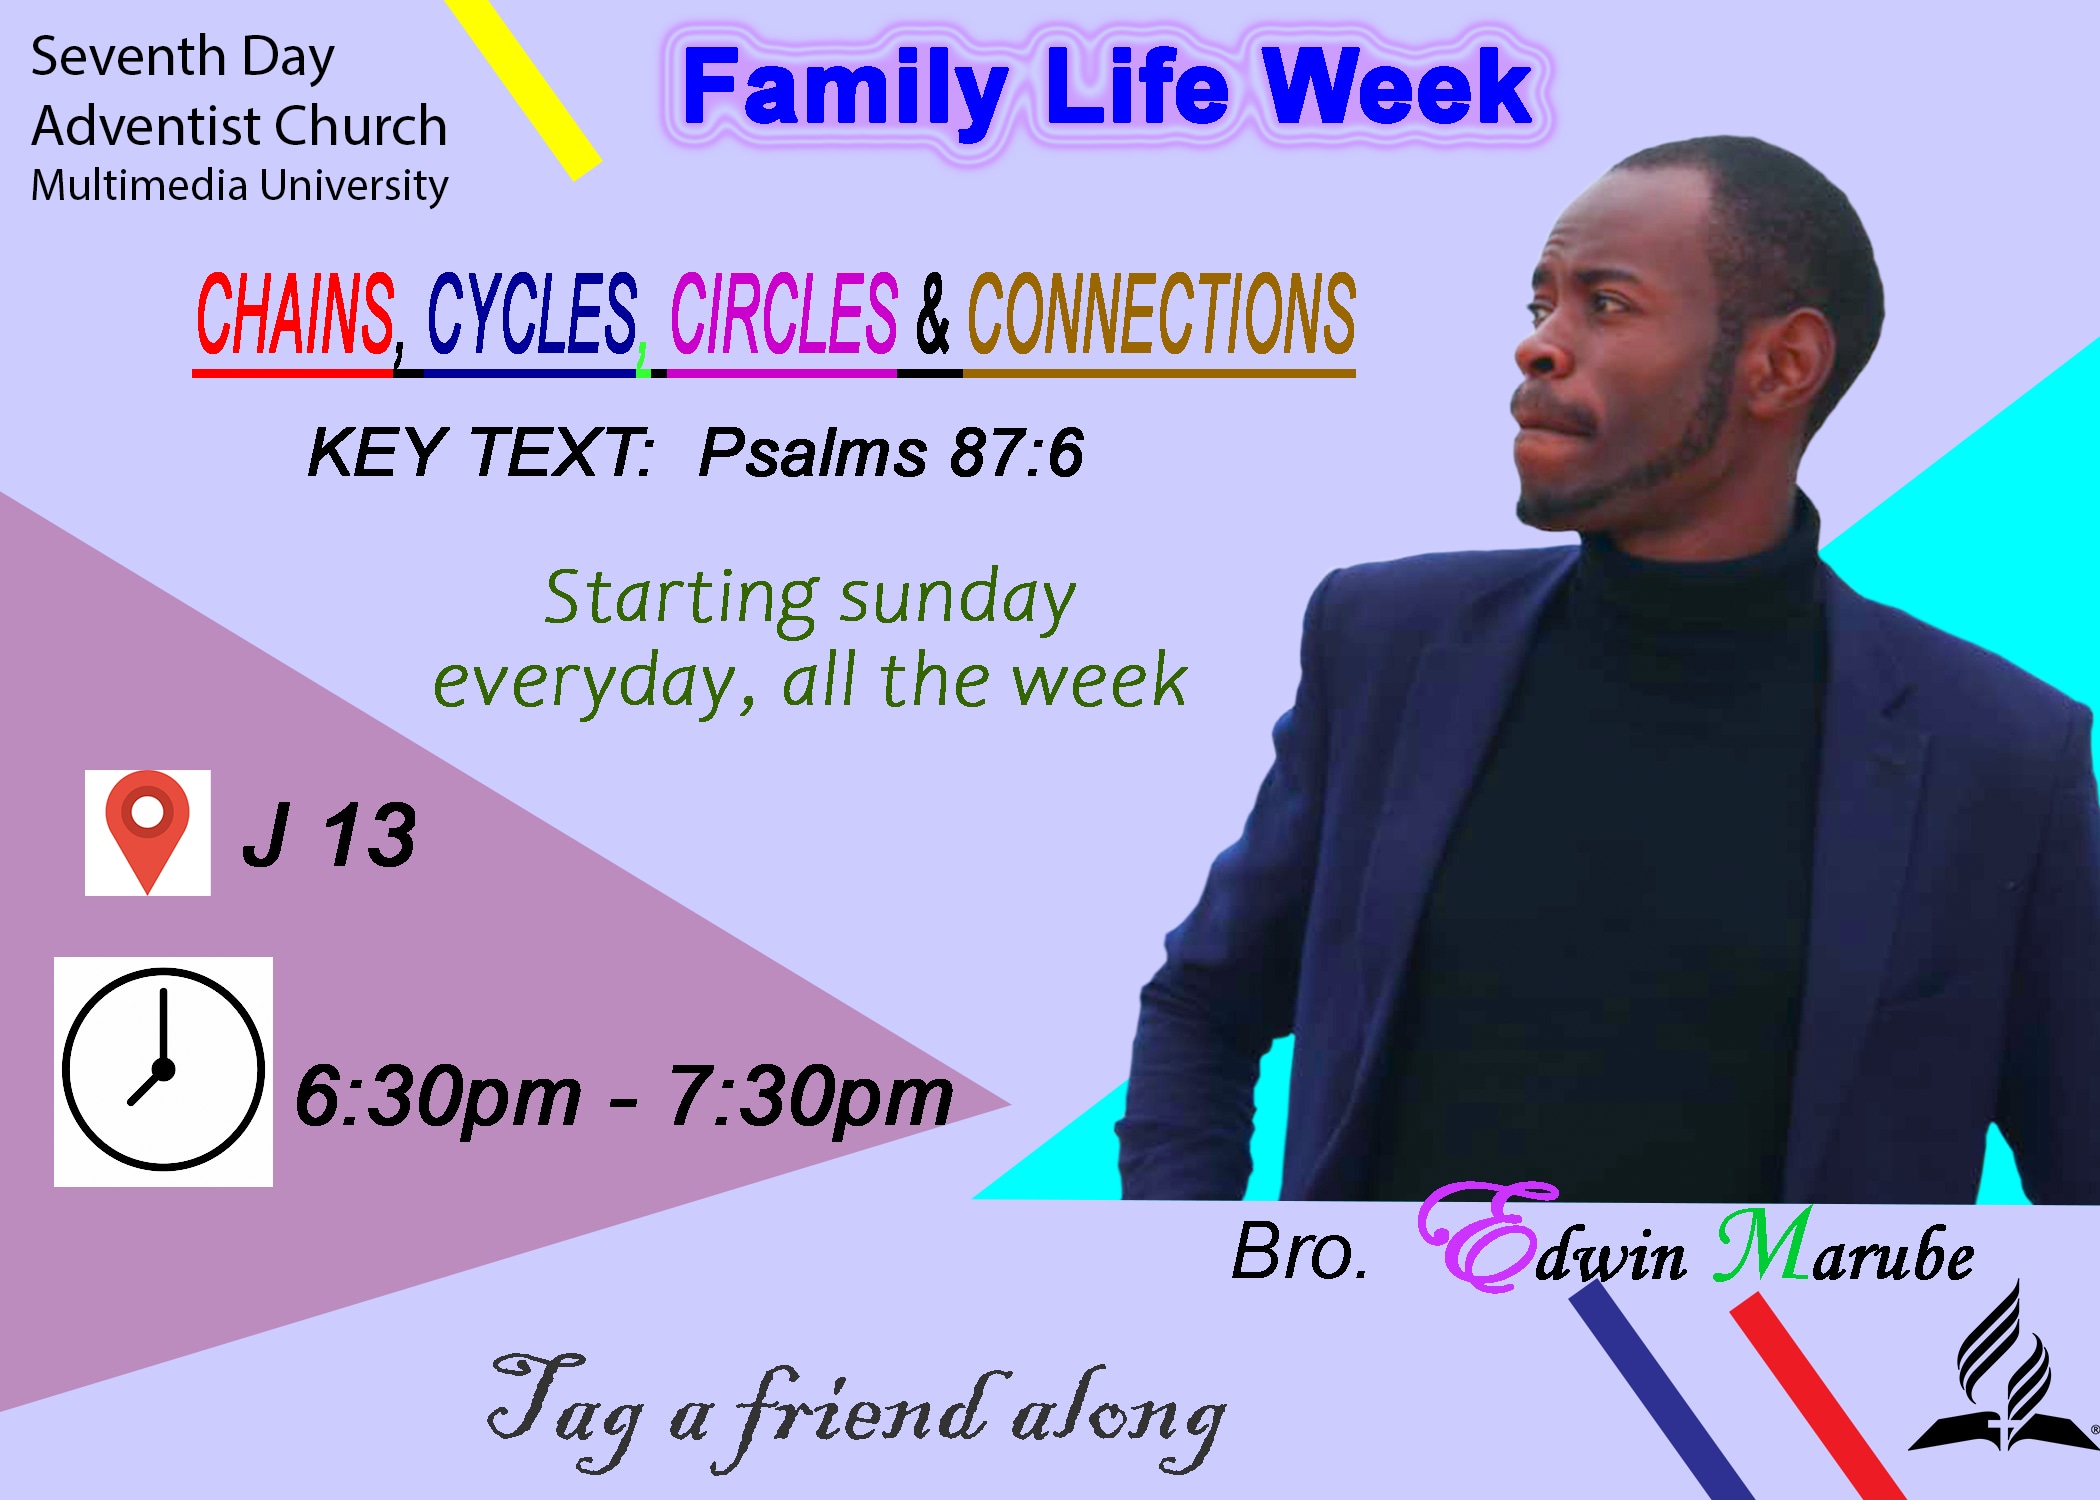 Seventh Day
Adventist Church
Multimedia University
Family Life Week
CHAINS, CYCLES, CIRCLES & CONNECTIONS
KEY TEXT: Psalms 87:6
Starting sunday
everyday, all the week
J 13
6:30pm - 7:30pm
Bro. Edwin Marube
Tag a friend along
®